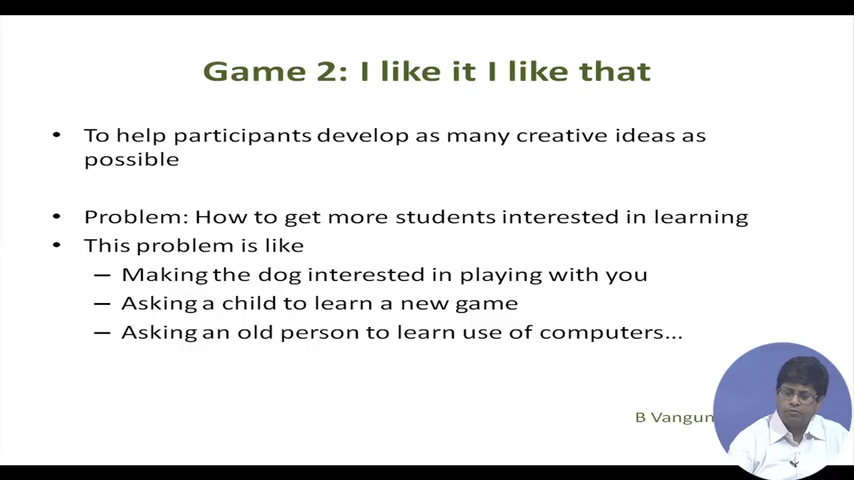 Game 2: I like it I like that
• To help participants develop as many creative ideas as
possible
• Problem: How to get more students interested in learning
• This problem is like
– Making the dog interested in playing with you
– Asking a child to learn a new game
– Asking an old person to learn use of computers...
B